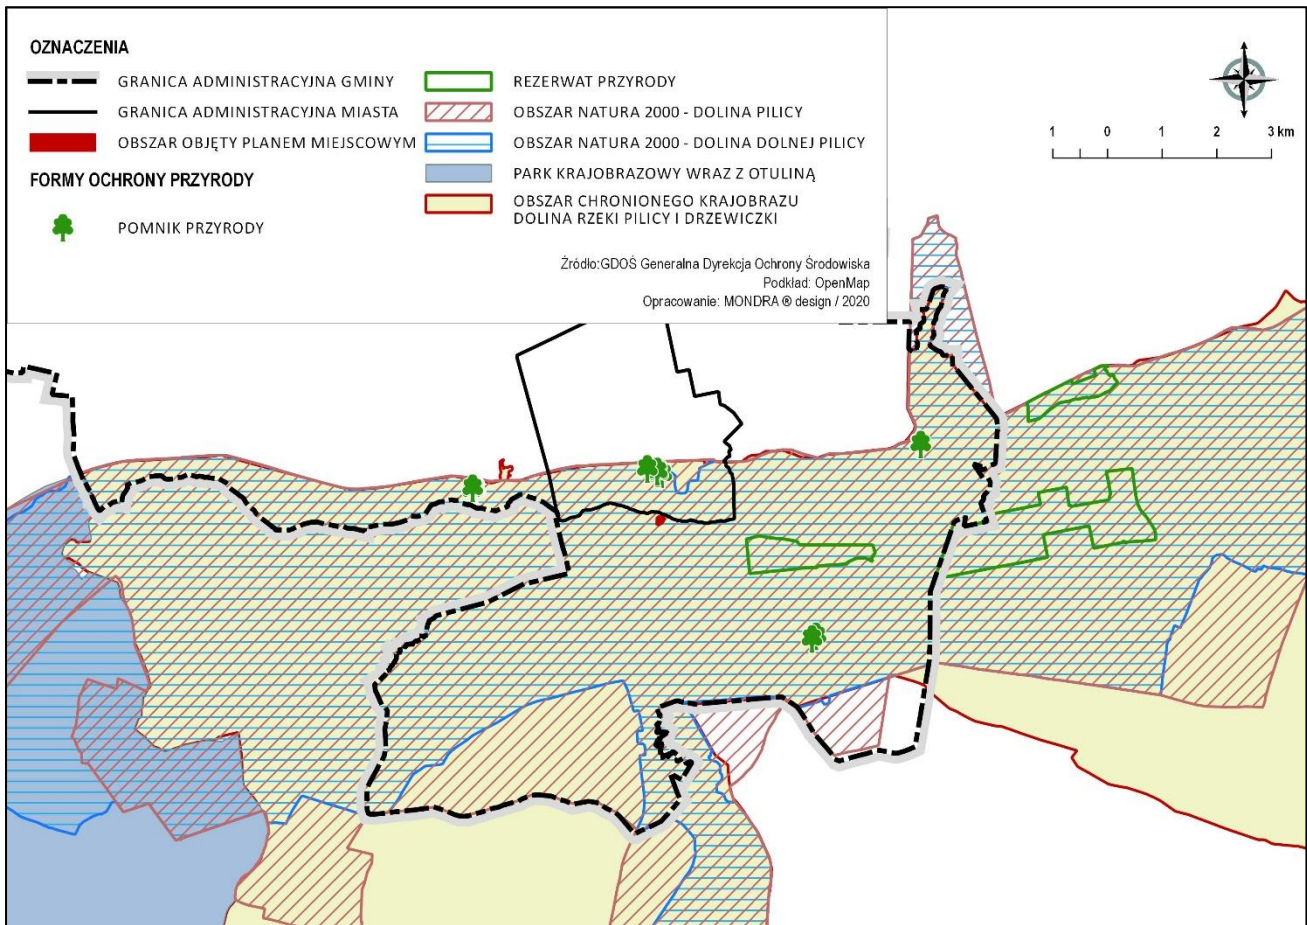 OZNACZENIA
GRANICA ADMINISTRACYJNA GMINY
GRANICA ADMINISTRACYJNA MIASTA
OBSZAR OBJĘTY PLANEM MIEJSCOWYM
FORMY OCHRONY PRZYRODY
POMNIK PRZYRODY
REZERWAT PRZYRODY
OBSZAR NATURA 2000 - DOLINA PILICY
OBSZAR NATURA 2000 - DOLINA DOLNEJ PILICY
PARK KRAJOBRAZOWY WRAZ Z OTULINĄ
OBSZAR CHRONIONEGO KRAJOBRAZU
DOLINA RZEKI PILICY I DRZEWICZKI
Źródło:GDOŚ Generalna Dyrekcja Ochrony Środowiska
Podkład: OpenMap
Opracowanie: MONDRA ® design / 2020
1 0 1 2 3 km